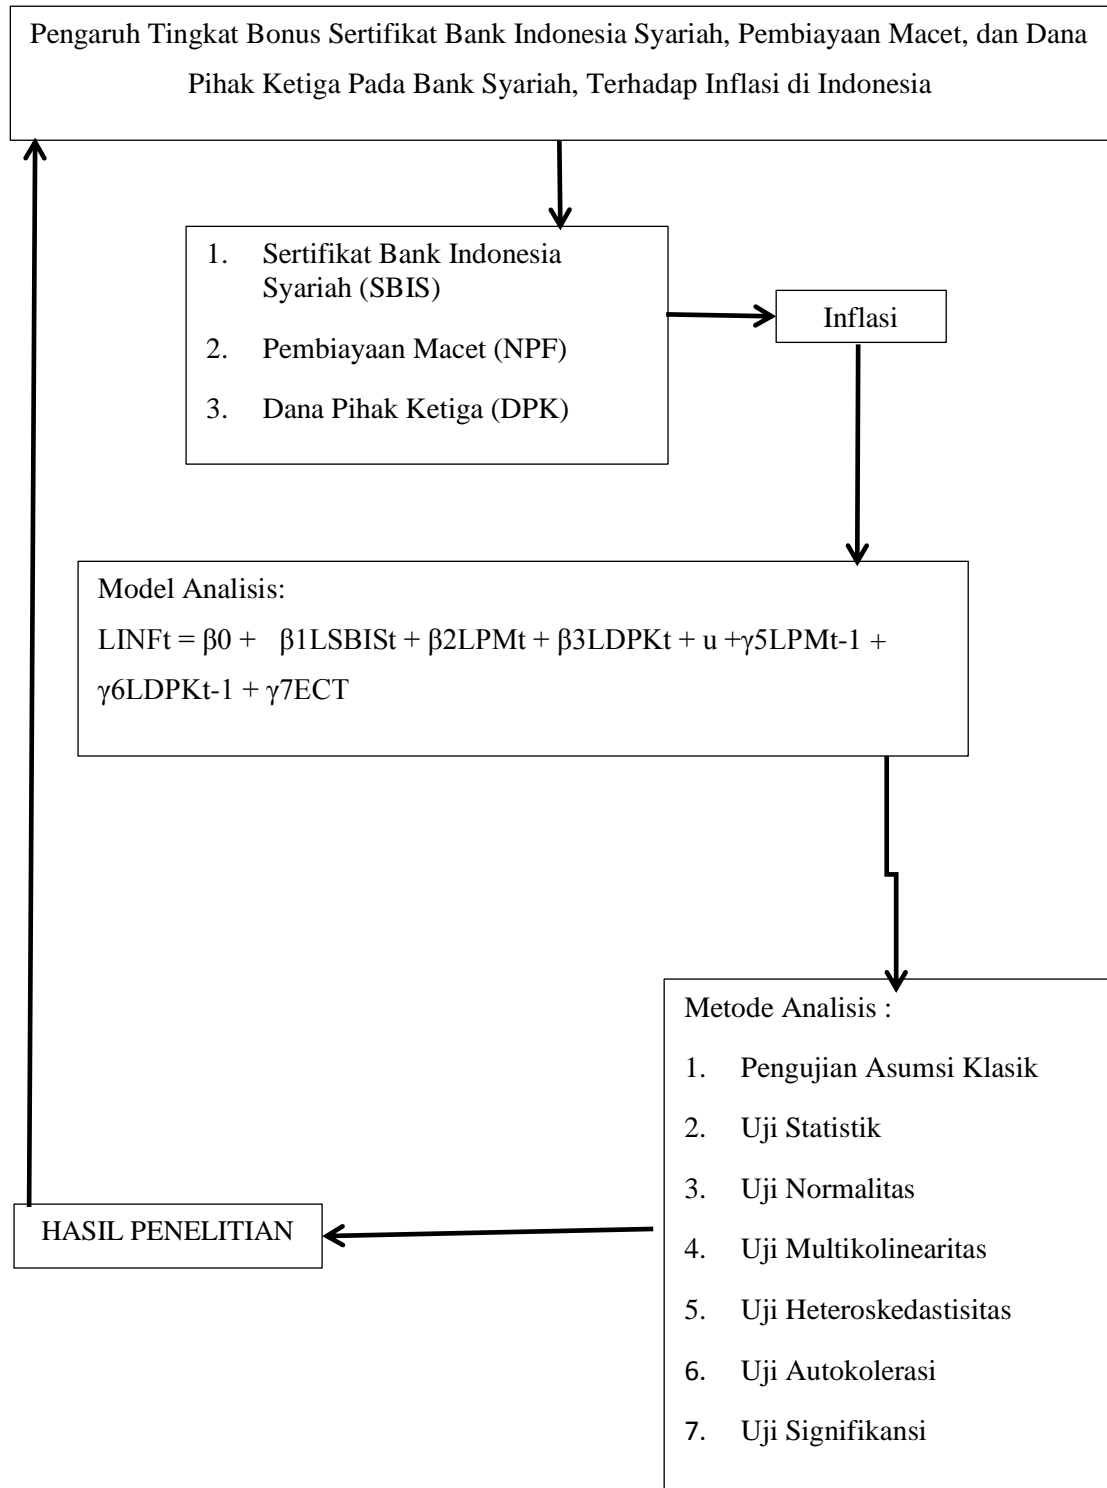 Pengaruh Tingkat Bonus Sertifikat Bank Indonesia Syariah, Pembiayaan Macet, dan Dana
Pihak Ketiga Pada Bank Syariah, Terhadap Inflasi di Indonesia
1. Sertifikat Bank Indonesia
Syariah (SBIS)
2. Pembiayaan Macet (NPF)
3. Dana Pihak Ketiga (DPK)
Inflasi
Model Analisis:
LINFt = β0 + β1LSBISt + β2LPMt + β3LDPKt + u +γ5LPMt-1 +
γ6LDPKt-1 + γ7ECT
Metode Analisis :
1. Pengujian Asumsi Klasik
2. Uji Statistik
3. Uji Normalitas
4. Uji Multikolinearitas
5. Uji Heteroskedastisitas
6. Uji Autokolerasi
7. Uji Signifikansi
HASIL PENELITIAN